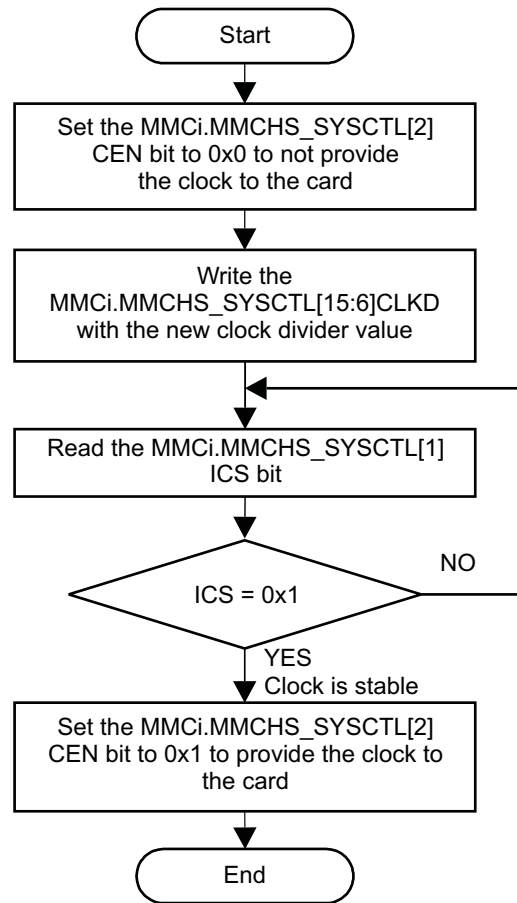 Start
Set the MMCi.MMCHS_SYSCTL[2]
CEN bit to 0x0 to not provide
the clock to the card
Write the
MMCi.MMCHS_SYSCTL[15:6]CLKD
with the new clock divider value
Read the MMCi.MMCHS_SYSCTL[1]
ICS bit
ICS = 0x1
NO
YES
Clock is stable
Set the MMCi.MMCHS_SYSCTL[2]
CEN bit to 0x1 to provide the clock to
the card
End